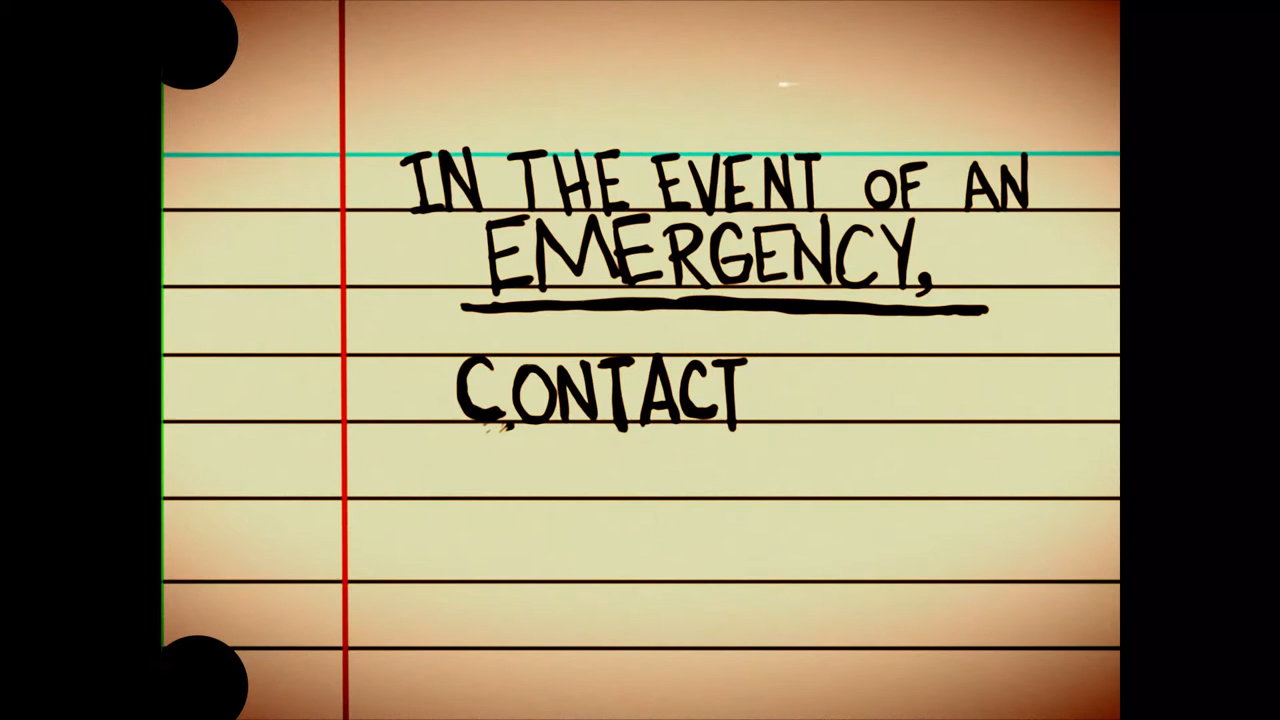 IN THE EVENT OF AN
EMERGENCY,
CONTACT